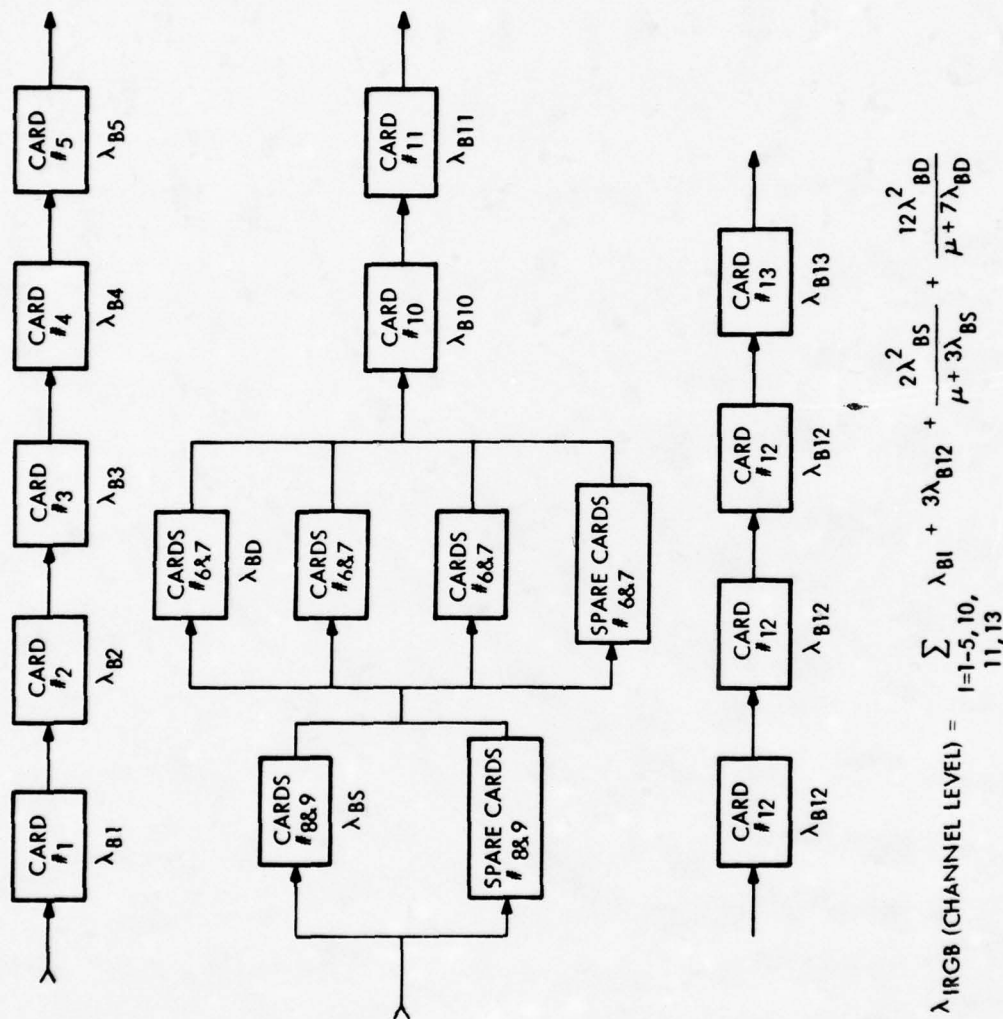 CARD
#1
λB1
CARD
#2
λB2
CARD
#3
λB3
CARD
#4
λB4
CARD
#5
λB5
CARDS
#8&9
λBS
SPARE CARDS
# 8&9
CARDS
#6&7
λBD
CARDS
#6&7
CARDS
#6&7
SPARE CARDS
# 6&7
CARD
#10
λB10
CARD
#11
λB11
CARD
#12
λB12
CARD
#12
λB12
CARD
#12
λB12
CARD
#13
λB13
λIRGB (CHANNEL LEVEL) = Σ λBI + 3λB12 + 2λ²BS / μ + 3λBS + 12λ²BD / μ + 7λBD
I=1-5, 10,
11, 13